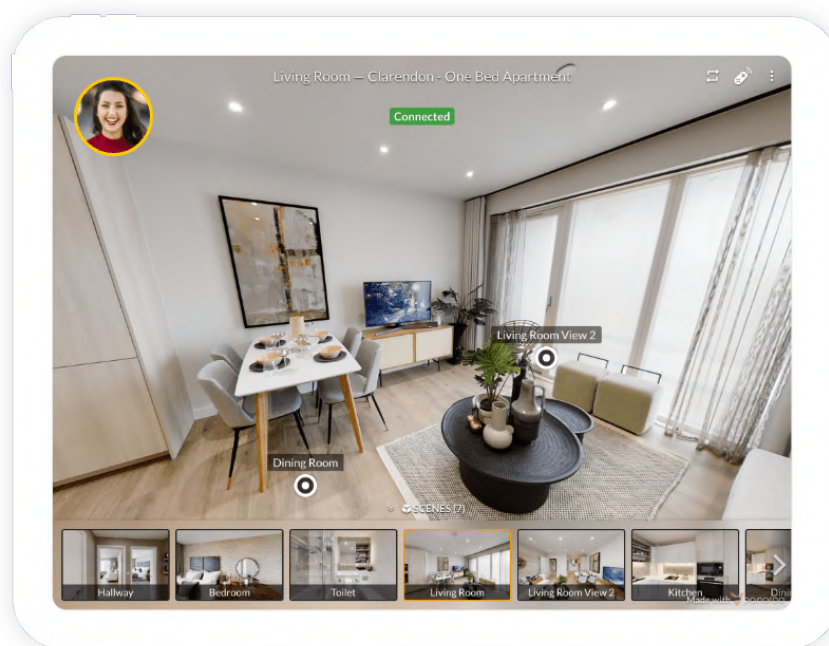 Living Room — Clarendon - One Bed Apartment
Connected
Living Room View 2
Dining Room
SCENES (7)
Hallway
Bedroom
Toilet
Living Room
Living Room View 2
Kitchen
Made with